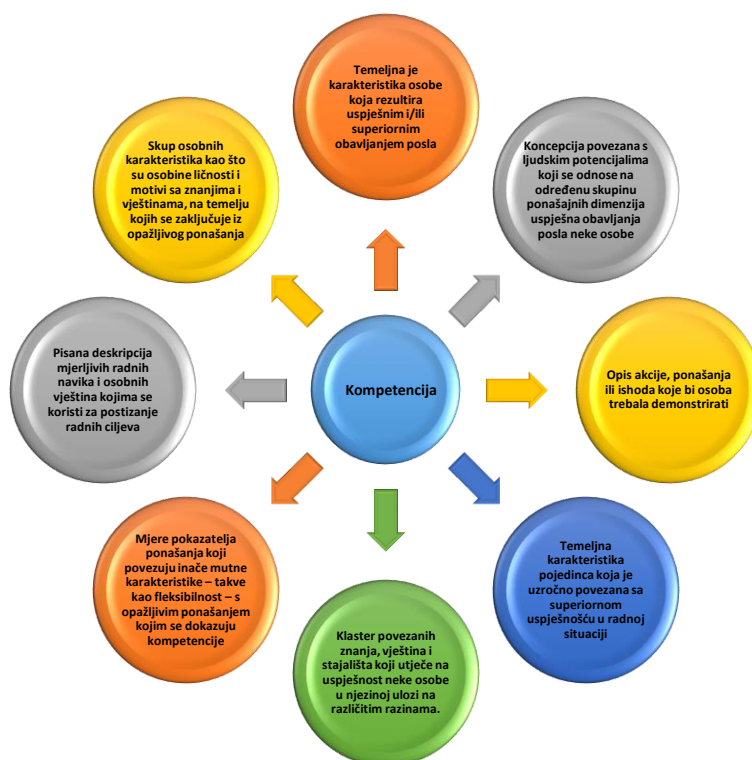 Temeljna je
karakteristika osobe
koja rezultira
uspješnim i/ili
superiornim
obavljanjem posla
Koncepcija povezana s
ljudskim potencijalima
koji se odnose na
određenu skupinu
ponašajnih dimenzija
uspješna obavljanja
posla neke osobe
Opis akcije, ponašanja
ili ishoda koje bi osoba
trebala demonstrirati
Temeljna
karakteristika
pojedinca koja je
uzročno povezana sa
superiornom
uspješnošću u radnoj
situaciji
Klaster povezanih
znanja, vještina i
stajališta koji utječe na
uspješnost neke osobe
u njezinoj ulozi na
različitim razinama.
Mjere pokazatelja
ponašanja koji
povezuju inače mutne
karakteristike – takve
kao fleksibilnost – s
opažljivim ponašanjem
kojim se dokazuju
kompetencije
Pisana deskripcija
mjerljivih radnih
navika i osobnih
vještina kojima se
koristi za postizanje
radnih ciljeva
Skup osobnih
karakteristika kao što
su osobine ličnosti i
motivi sa znanjima i
vještinama, na temelju
kojih se zaključuje iz
opažljivog ponašanja
Kompetencija